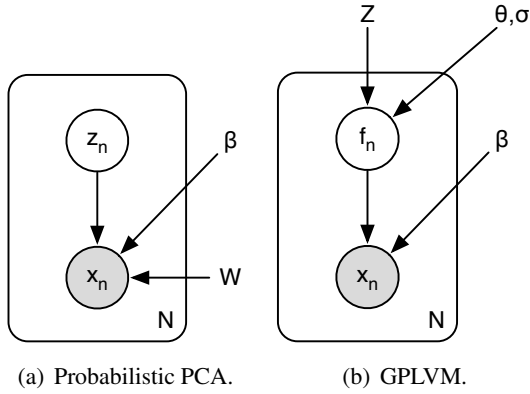 Z
θ,σ
z_n
β
f_n
β
x_n
W
x_n
N
N
(a) Probabilistic PCA.
(b) GPLVM.